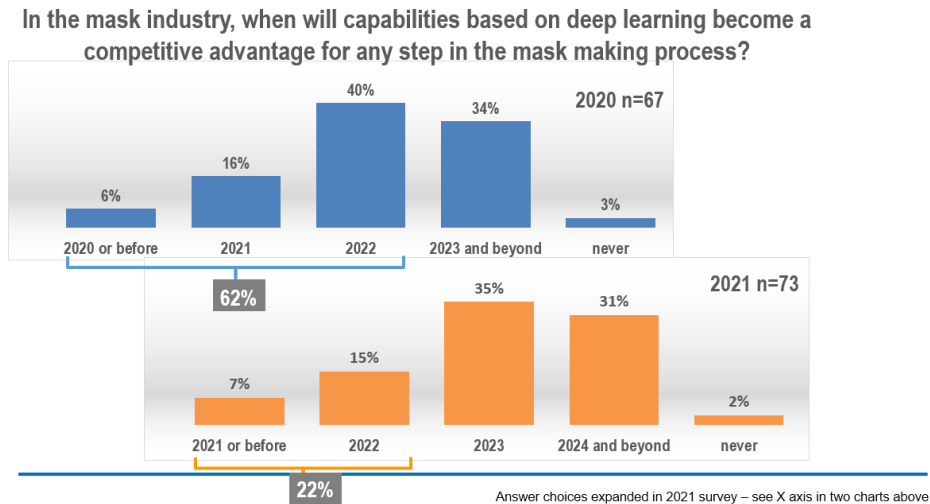 In the mask industry, when will capabilities based on deep learning become a
competitive advantage for any step in the mask making process?
2020 n=67
6%
16%
40%
34%
3%
2020 or before
2021
2022
2023 and beyond
never
62%
2021 n=73
7%
15%
35%
31%
2%
2021 or before
2022
2023
2024 and beyond
never
22%
Answer choices expanded in 2021 survey – see X axis in two charts above